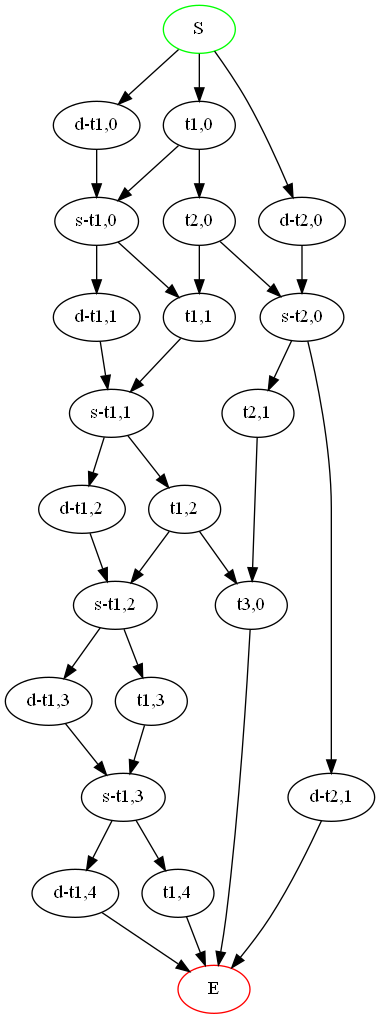 S
d-t1,0
t1,0
s-t1,0
t2,0
d-t2,0
d-t1,1
t1,1
s-t2,0
s-t1,1
t2,1
d-t1,2
t1,2
s-t1,2
t3,0
d-t1,3
t1,3
s-t1,3
d-t2,1
d-t1,4
t1,4
E